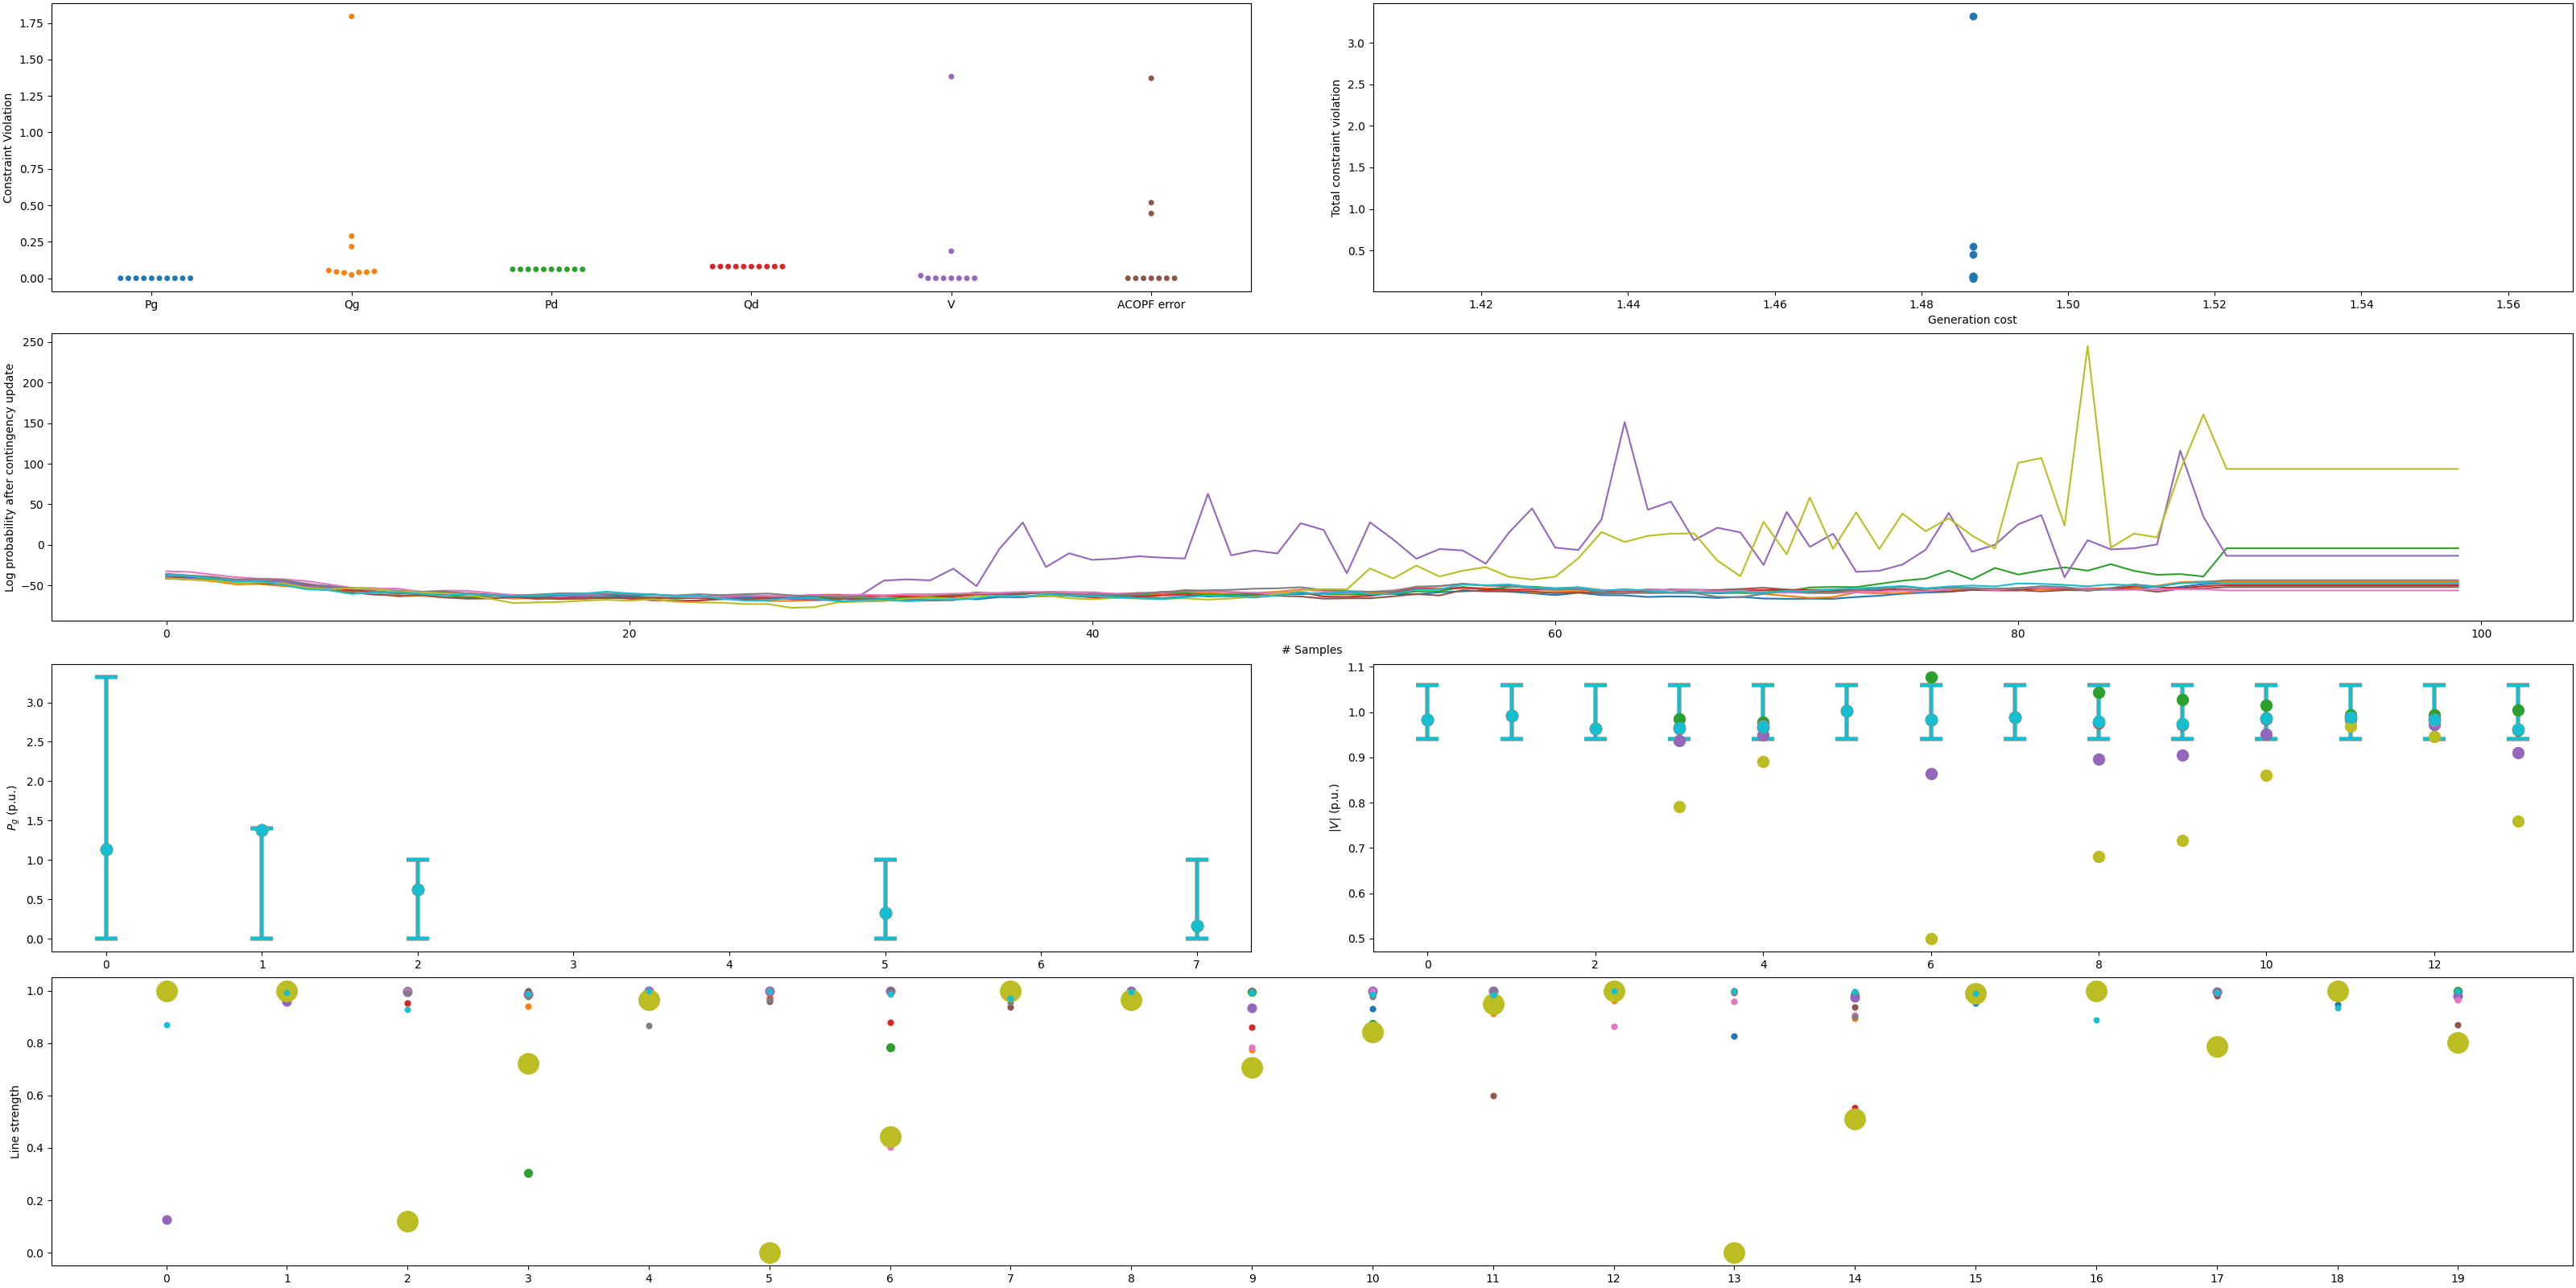 Constraint Violation
1.75
1.50
1.25
1.00
0.75
0.50
0.25
0.00
Pg Qg Pd Qd V ACOPF error
Total constraint violation
3.0
2.5
2.0
1.5
1.0
0.5
1.42 1.44 1.46 1.48 1.50 1.52 1.54 1.56
Generation cost
Log probability after contingency update
250
200
150
100
50
0
−50
0 20 40 60 80 100
# Samples
Pg (p.u.)
3.0
2.5
2.0
1.5
1.0
0.5
0.0
0 1 2 3 4 5 6 7
|V| (p.u.)
1.1
1.0
0.9
0.8
0.7
0.6
0.5
0 2 4 6 8 10 12
Line strength
1.0
0.8
0.6
0.4
0.2
0.0
0 1 2 3 4 5 6 7 8 9 10 11 12 13 14 15 16 17 18 19